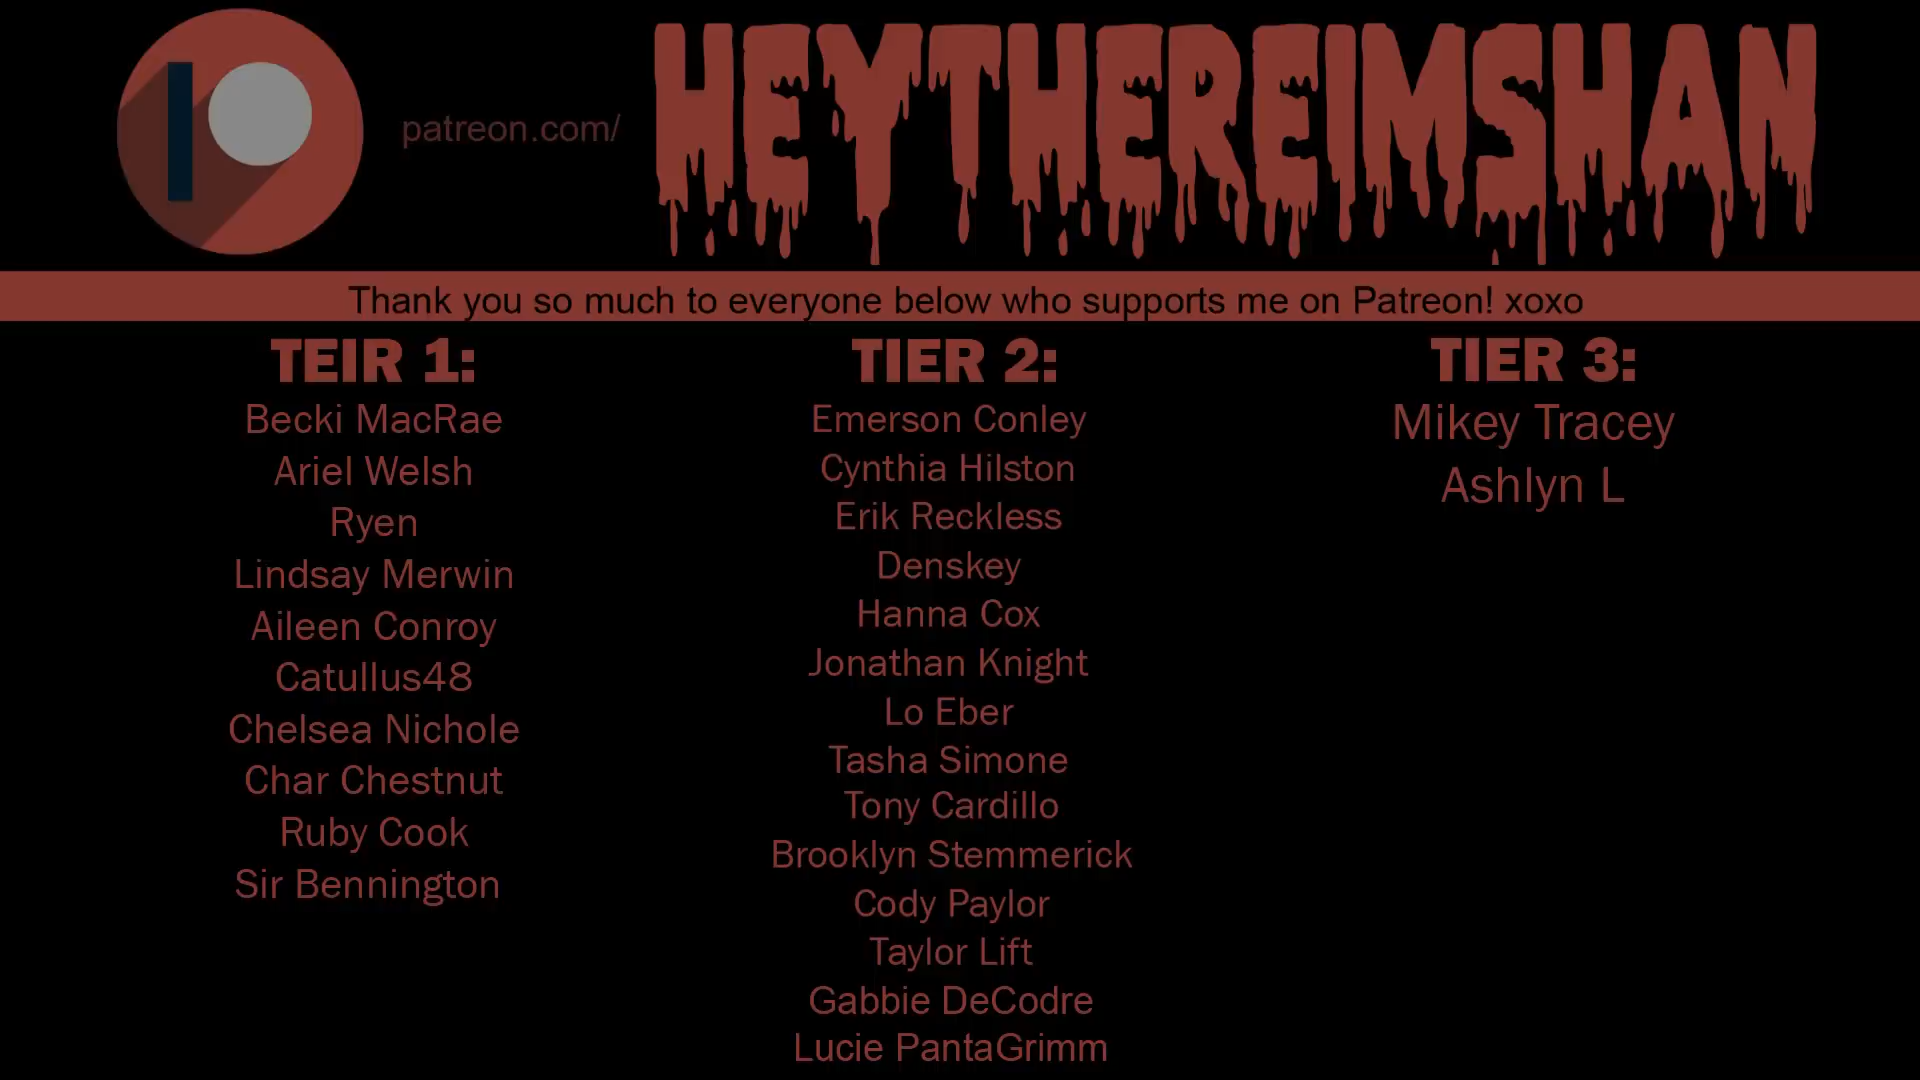 patreon.com/
HEYTHEREIMSHAN
Thank you so much to everyone below who supports me on Patreon! xoxo
TEIR 1:
Becki MacRae
Ariel Welsh
Ryen
Lindsay Merwin
Aileen Conroy
Catullus48
Chelsea Nichole
Char Chestnut
Ruby Cook
Sir Bennington
TIER 2:
Emerson Conley
Cynthia Hilston
Erik Reckless
Denskey
Hanna Cox
Jonathan Knight
Lo Eber
Tasha Simone
Tony Cardillo
Brooklyn Stemmerick
Cody Paylor
Taylor Lift
Gabbie DeCodre
Lucie PantaGrimm
TIER 3:
Mikey Tracey
Ashlyn L